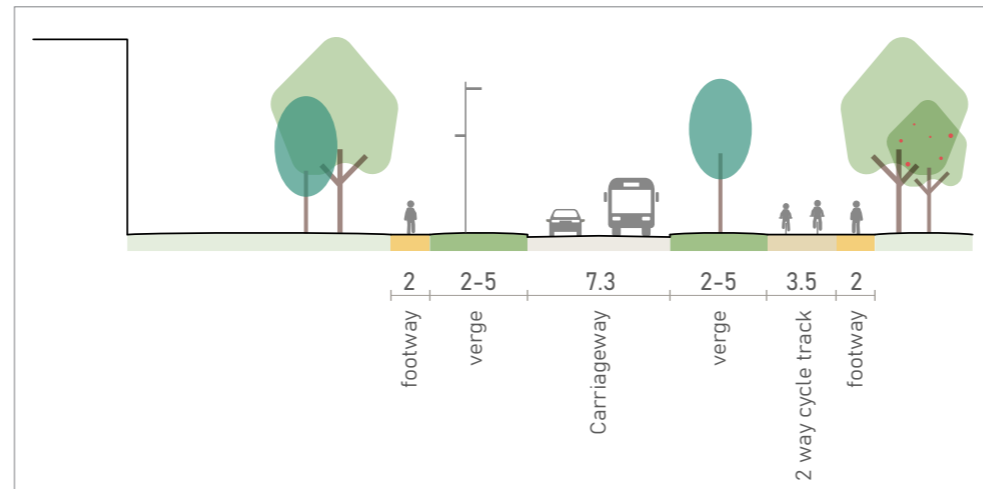 2
2-5
7.3
2-5
3.5
2
footway
verge
Carriageway
verge
2 way cycle track
footway